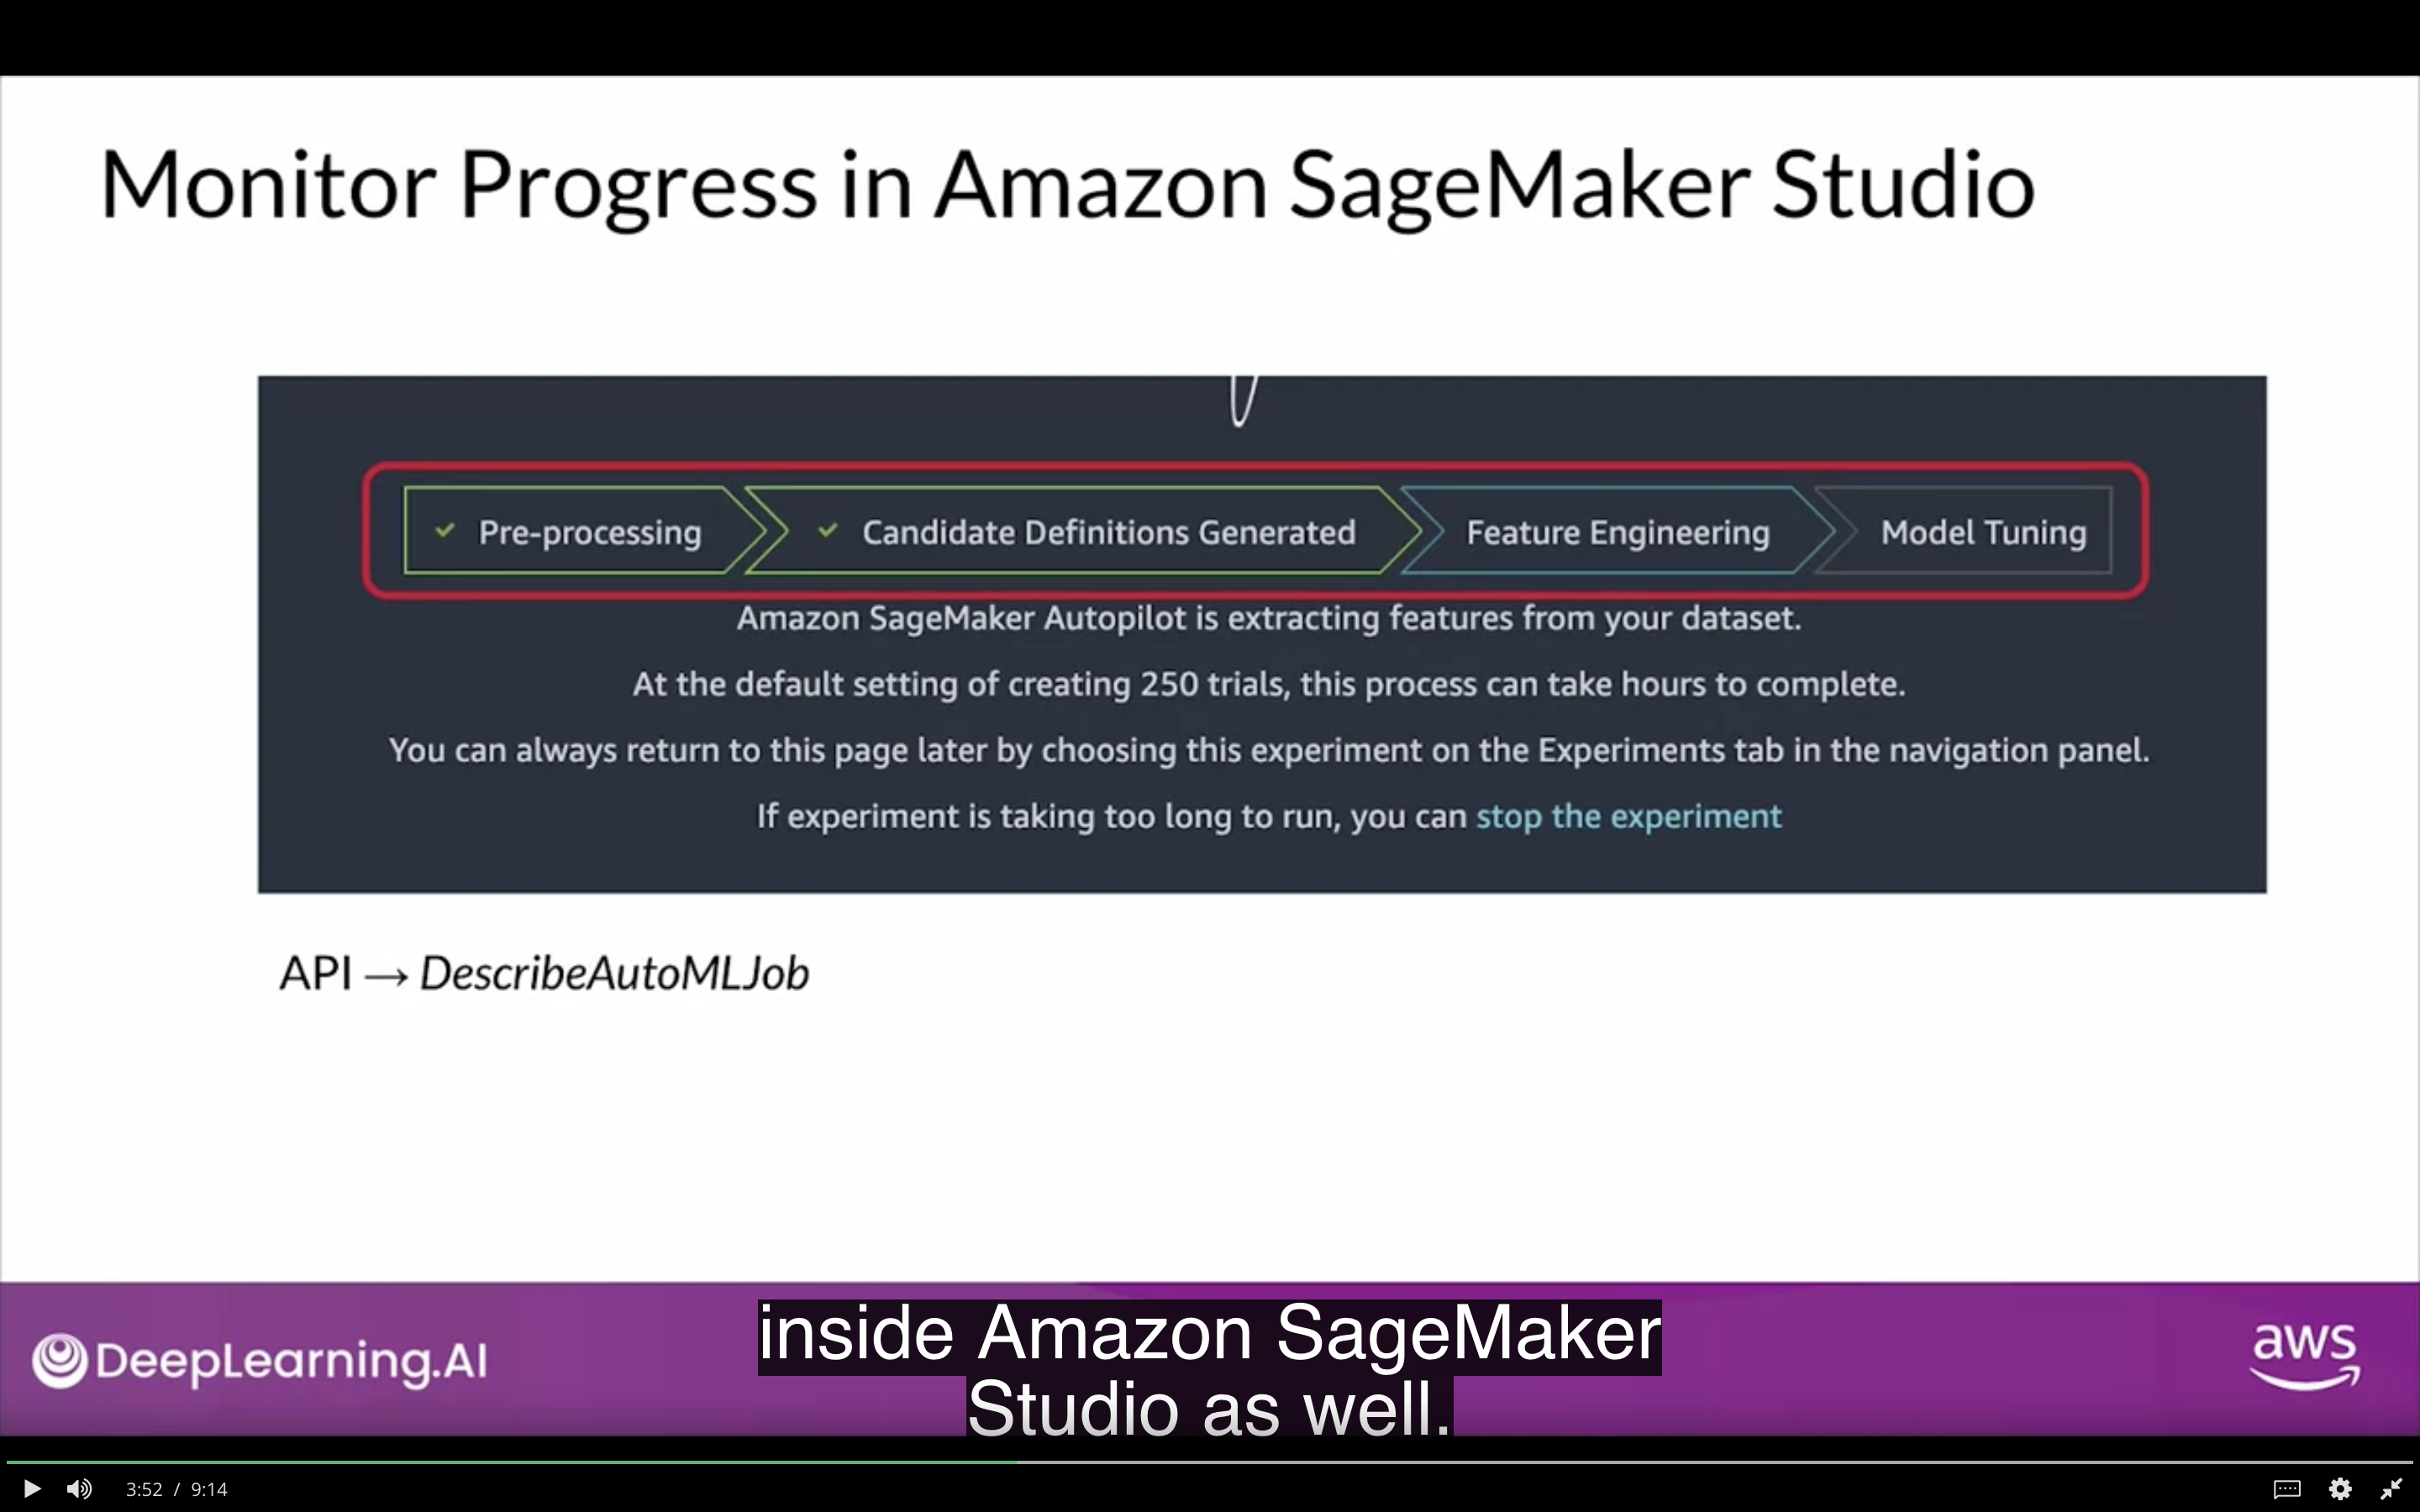 Monitor Progress in Amazon SageMaker Studio
Pre-processing
Candidate Definitions Generated
Feature Engineering
Model Tuning
Amazon SageMaker Autopilot is extracting features from your dataset.
At the default setting of creating 250 trials, this process can take hours to complete.
You can always return to this page later by choosing this experiment on the Experiments tab in the navigation panel.
If experiment is taking too long to run, you can stop the experiment
API → DescribeAutoMLJob
DeepLearning.AI
inside Amazon SageMaker
Studio as well.
aws
3:52 / 9:14